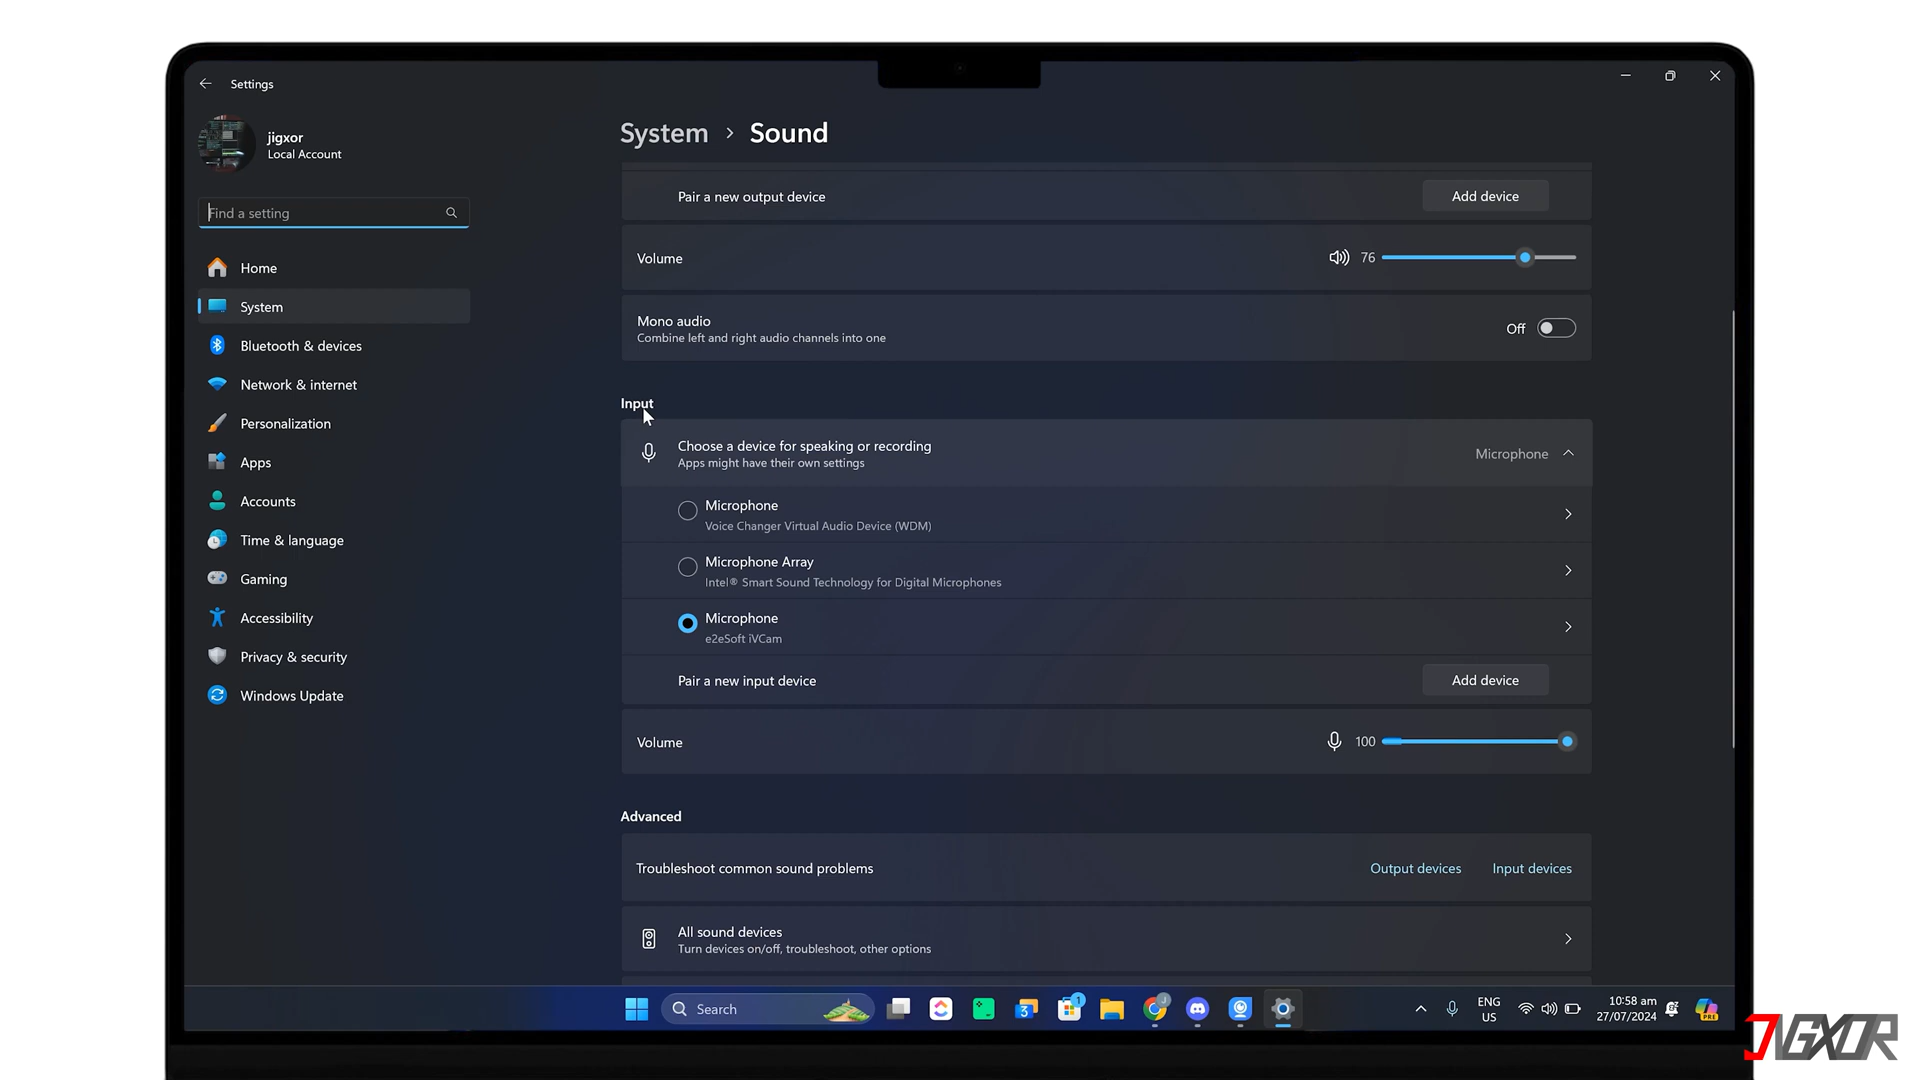 Settings
jigxor
Local Account
Find a setting
Home
System
Bluetooth & devices
Network & internet
Personalization
Apps
Accounts
Time & language
Gaming
Accessibility
Privacy & security
Windows Update
System > Sound
Pair a new output device
Add device
Volume
76
Mono audio
Combine left and right audio channels into one
Off
Input
Choose a device for speaking or recording
Apps might have their own settings
Microphone
Microphone
Voice Changer Virtual Audio Device (WDM)
Microphone Array
Intel® Smart Sound Technology for Digital Microphones
Microphone
e2eSoft iVCam
Pair a new input device
Add device
Volume
100
Advanced
Troubleshoot common sound problems
Output devices
Input devices
All sound devices
Turn devices on/off, troubleshoot, other options
Search
3
1
J
ENG
US
10:58 am
27/07/2024
PRE
JIGXOR